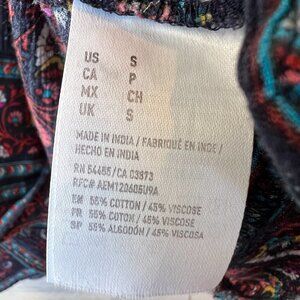 US S
CA P
MX CH
UK S
MADE IN INDIA / FABRIQUÉ EN INDE /
HECHO EN INDIA
RN 54485/CA 03873
RFC# AEM120605U9A
EN 55% COTTON / 45% VISCOSE
FR 55% COTON / 45% VISCOSE
SP 55% ALGODÓN / 45% VISCOSA